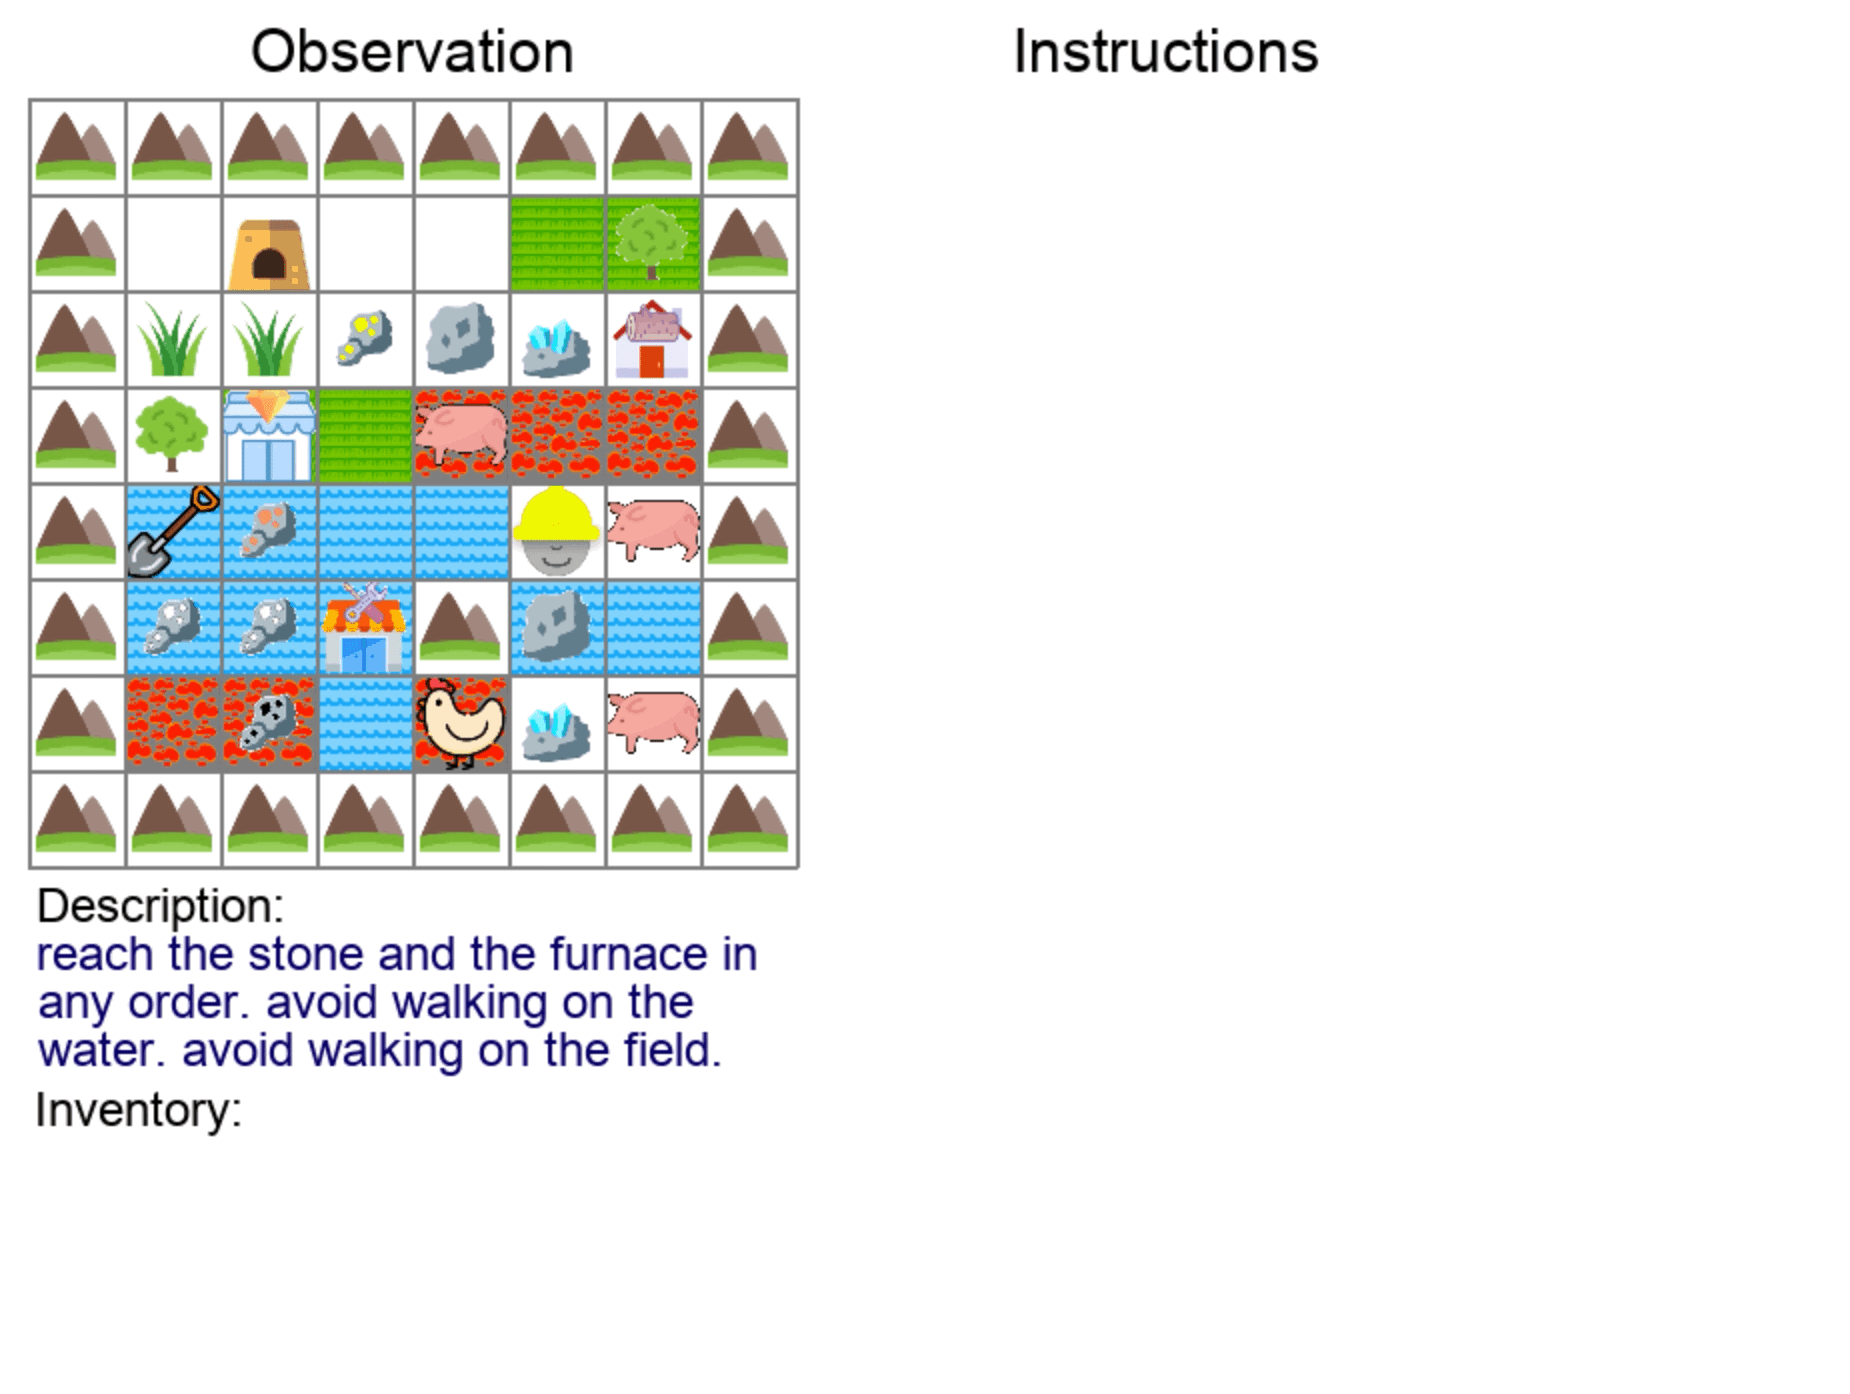 Observation
Instructions
Description:
reach the stone and the furnace in
any order. avoid walking on the
water. avoid walking on the field.
Inventory: